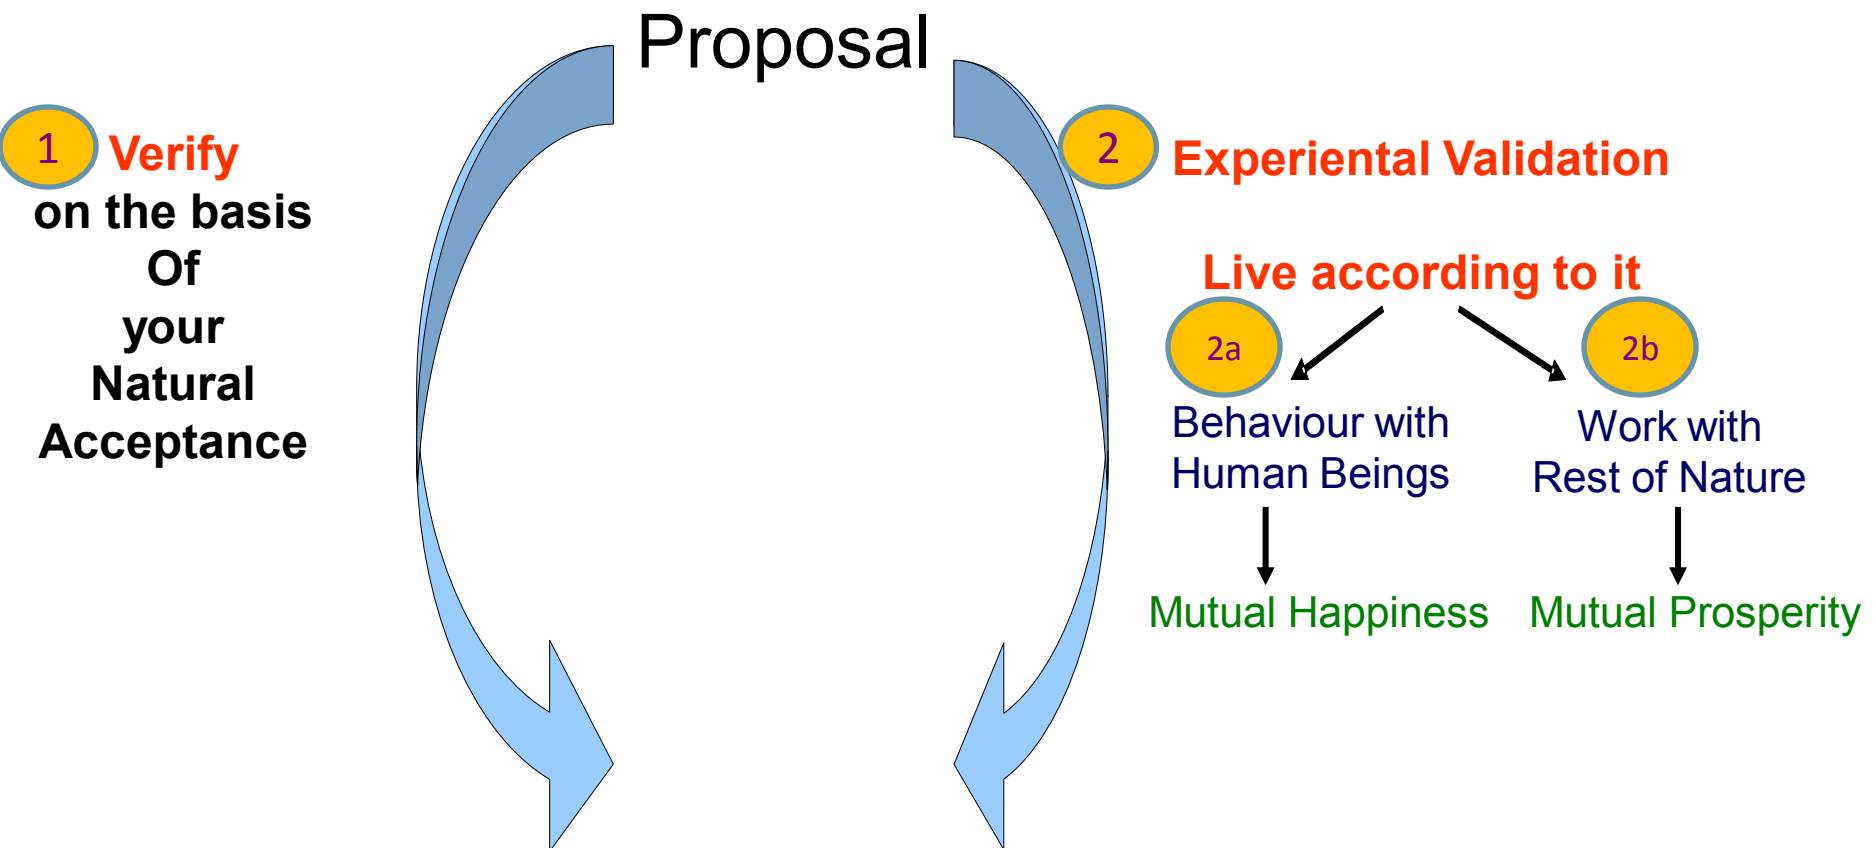 Proposal
1 Verify
on the basis
Of
your
Natural
Acceptance
2 Experiental Validation
Live according to it
2a
Behaviour with
Human Beings
Mutual Happiness
2b
Work with
Rest of Nature
Mutual Prosperity